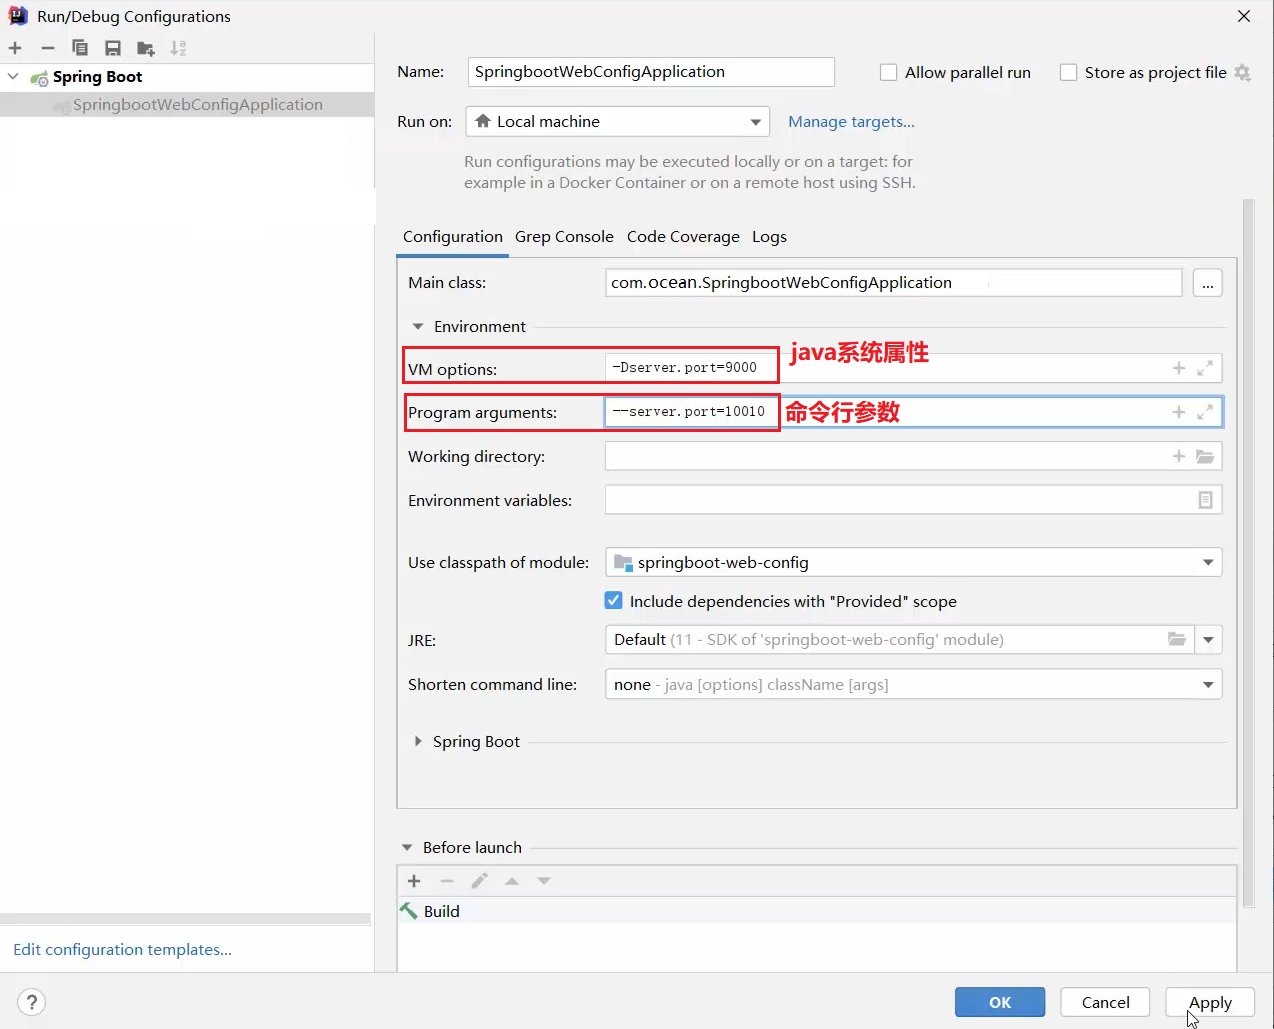 Run/Debug Configurations
Spring Boot
SpringbootWebConfigApplication
Name: SpringbootWebConfigApplication Allow parallel run Store as project file
Run on: Local machine Manage targets...
Run configurations may be executed locally or on a target: for
example in a Docker Container or on a remote host using SSH.
Configuration Grep Console Code Coverage Logs
Main class: com.ocean.SpringbootWebConfigApplication ...
Environment
VM options: -Dserver.port=9000 java系统属性
Program arguments: --server.port=10010 命令行参数
Working directory:
Environment variables:
Use classpath of module: springboot-web-config
Include dependencies with "Provided" scope
JRE: Default (11 - SDK of 'springboot-web-config' module)
Shorten command line: none - java [options] className [args]
Spring Boot
Before launch
Build
Edit configuration templates...
? OK Cancel Apply